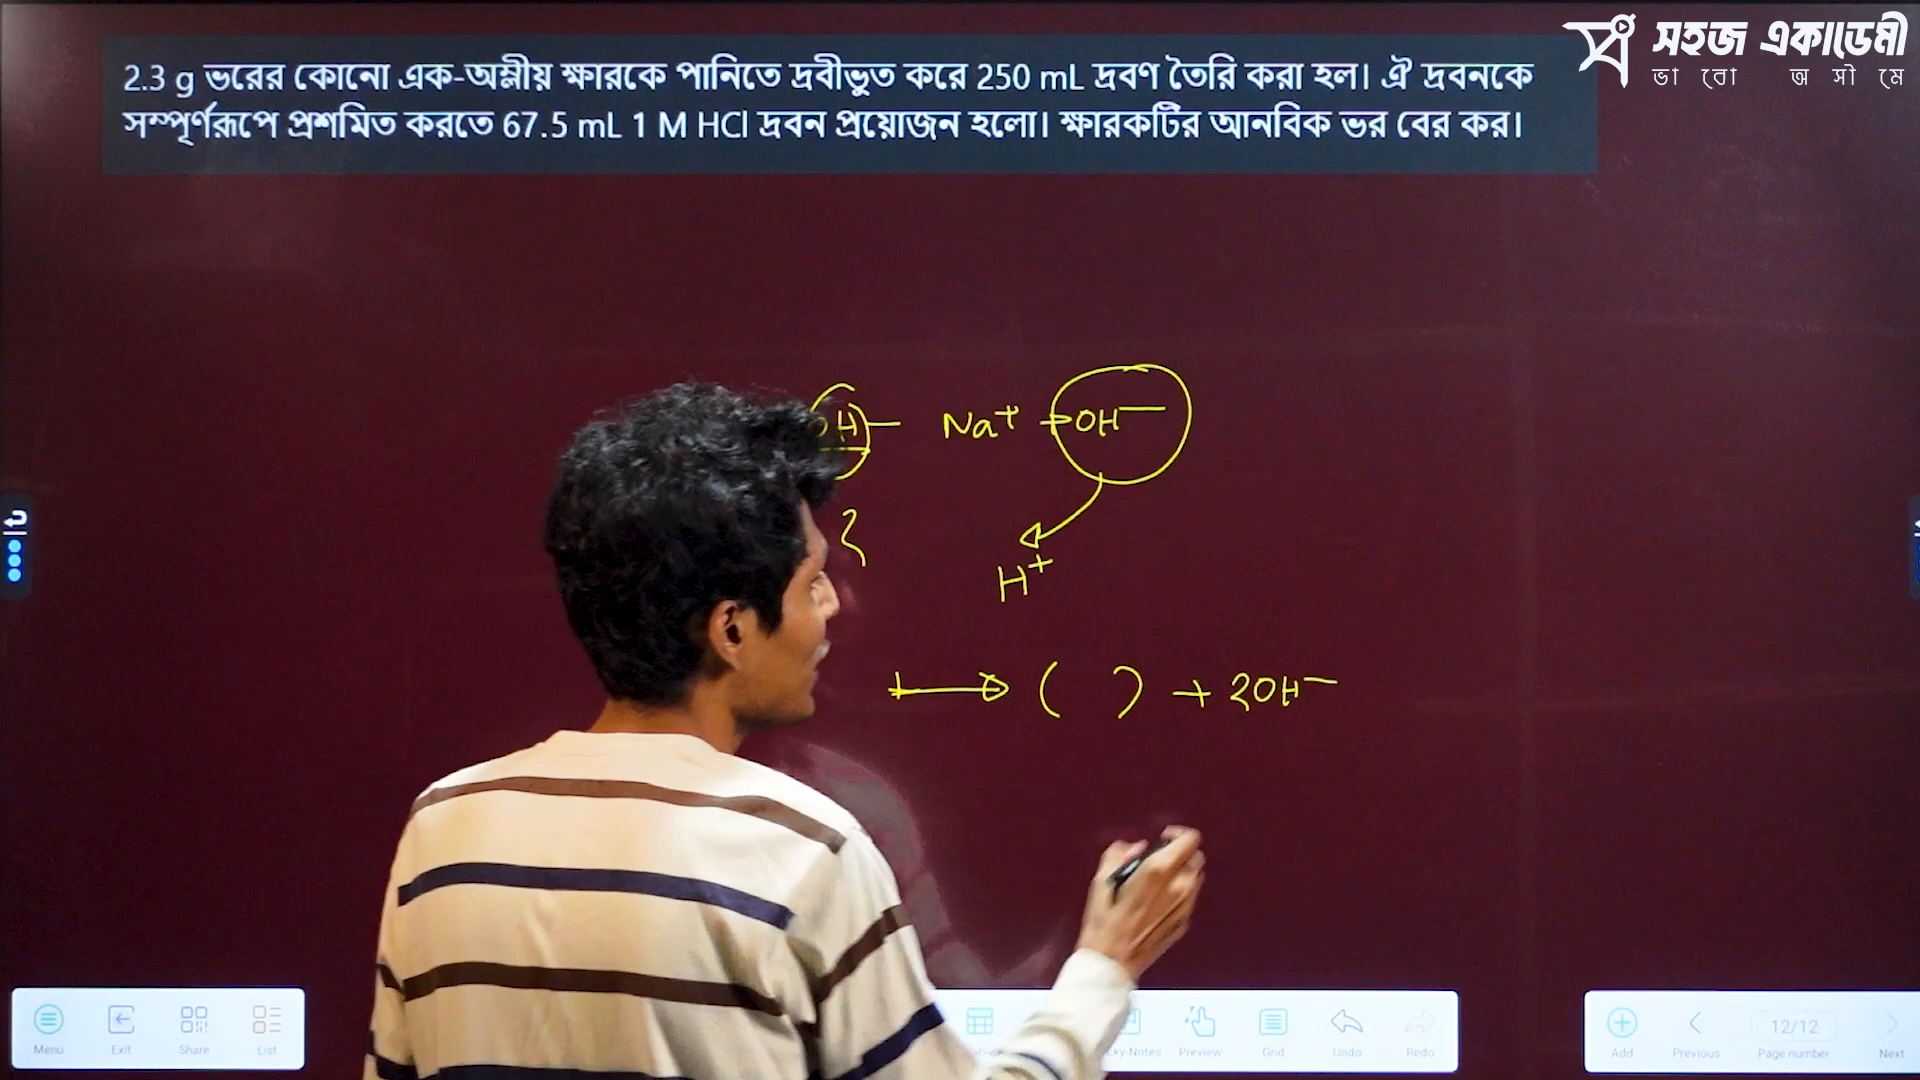 সহজ একাডেমী
ভাবো অসীমে
2.3 g ভরের কোনো এক-অম্লীয় ক্ষারকে পানিতে দ্রবীভুত করে 250 mL দ্রবণ তৈরি করা হল। ঐ দ্রবনকে
সম্পূর্ণরূপে প্রশমিত করতে 67.5 mL 1 M HCl দ্রবন প্রয়োজন হলো। ক্ষারকটির আনবিক ভর বের কর।
OH Na+ OH−
H+
( ) + 2OH−
Menu Exit Share List
Preview Grid Undo Redo
Add Previous 12/12 Page number Next